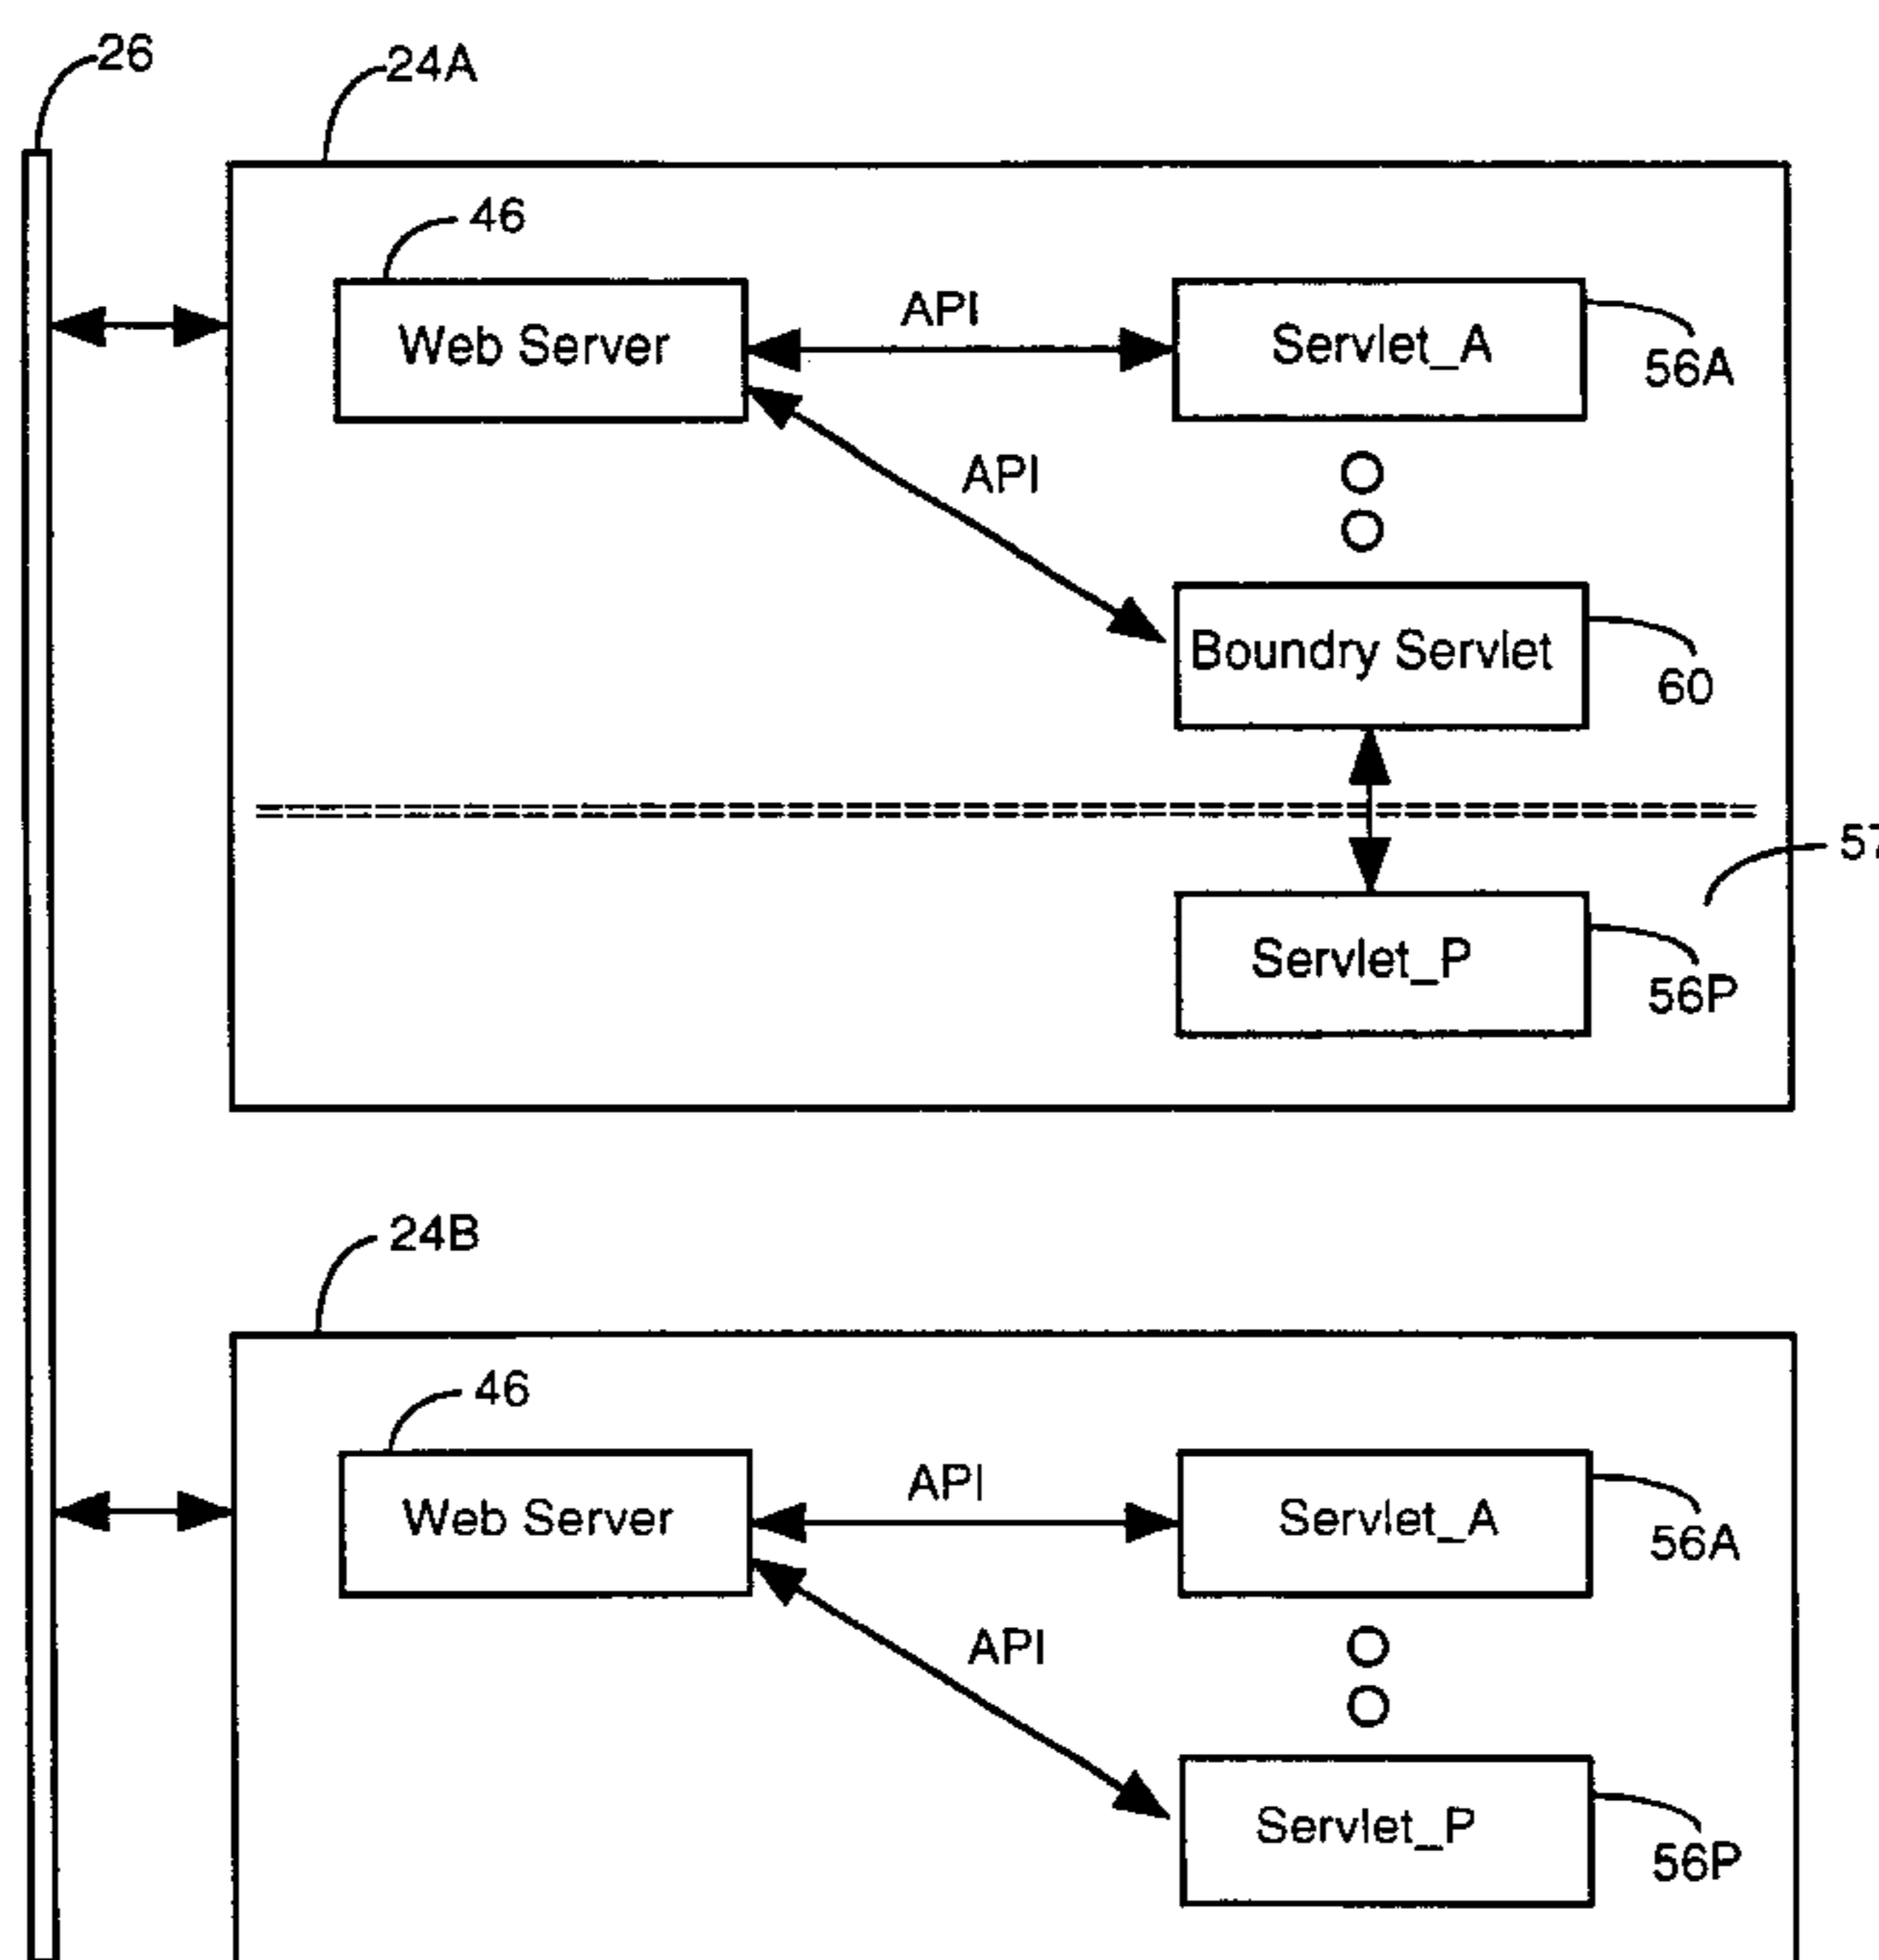 26
24A
46
Web Server
API
Servlet_A
56A
API
Boundry Servlet
60
57
Servlet_P
56P
24B
46
Web Server
API
Servlet_A
56A
API
Servlet_P
56P